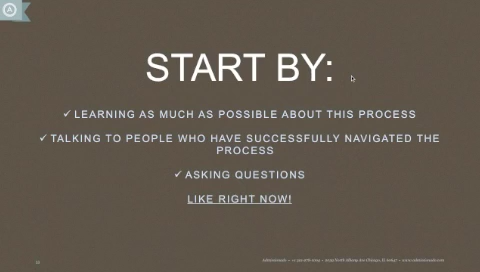 START BY:
✓ LEARNING AS MUCH AS POSSIBLE ABOUT THIS PROCESS
✓ TALKING TO PEOPLE WHO HAVE SUCCESSFULLY NAVIGATED THE
PROCESS
✓ ASKING QUESTIONS
LIKE RIGHT NOW!